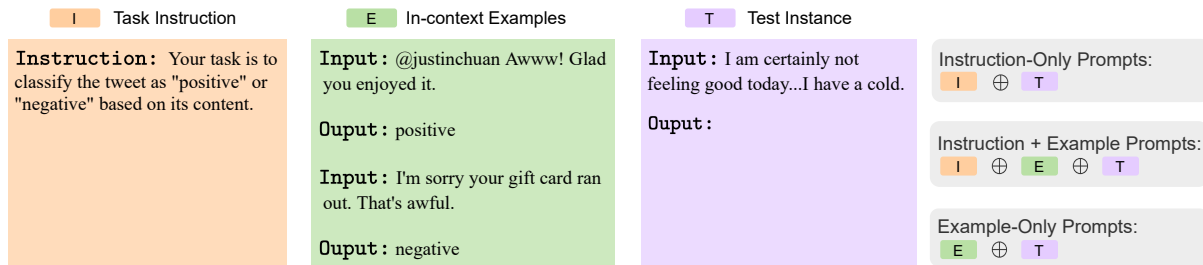 I Task Instruction
E In-context Examples
T Test Instance
Instruction: Your task is to
classify the tweet as "positive" or
"negative" based on its content.
Input: @justinchuan Awww! Glad
you enjoyed it.
Ouput: positive
Input: I'm sorry your gift card ran
out. That's awful.
Ouput: negative
Input: I am certainly not
feeling good today...I have a cold.
Ouput:
Instruction-Only Prompts:
I ⊕ T
Instruction + Example Prompts:
I ⊕ E ⊕ T
Example-Only Prompts:
E ⊕ T